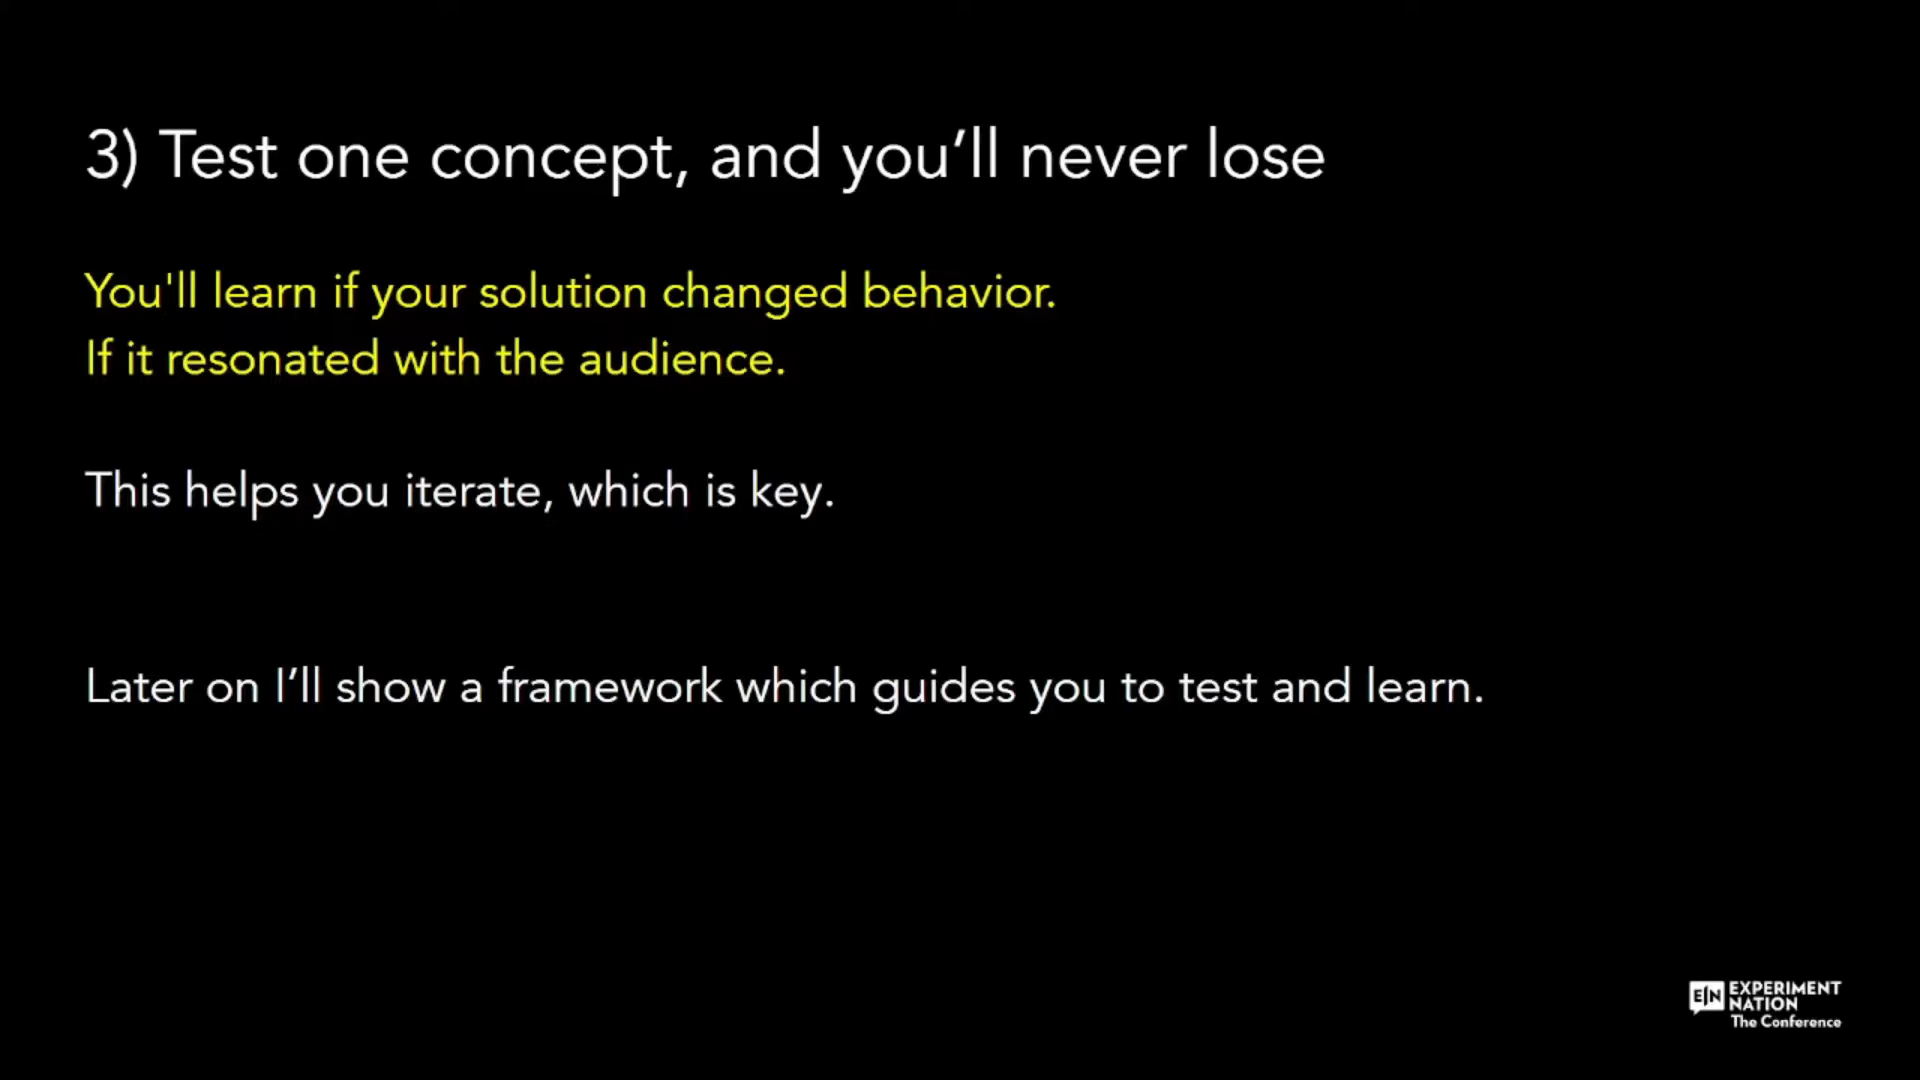 3) Test one concept, and you’ll never lose
You'll learn if your solution changed behavior.
If it resonated with the audience.
This helps you iterate, which is key.
Later on I’ll show a framework which guides you to test and learn.
E|N EXPERIMENT
NATION
The Conference